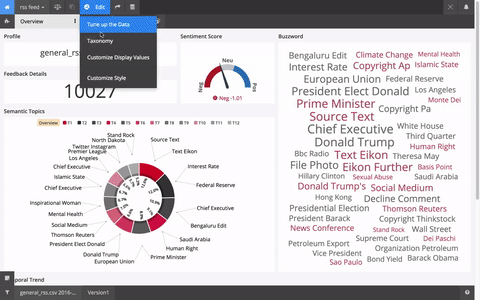 rss feed
Edit
Overview
Tune up the Data
Taxonomy
Customize Display Values
Customize Style
Profile
general_rss
Feedback Details
10027
Sentiment Score
Neg
Neu
Pos
Neg -1.01
Buzzword
Bengaluru Edit
Climate Change
Mental Health
Interest Rate
Copyright Ap
Islamic State
European Union
Federal Reserve
President Elect Donald
Los Angeles
Prime Minister
Monte Dei
Source Text
Copyright Pa
Chief Executive
White House
Donald Trump
Third Quarter
Bbc Radio
Human Right
Text Eikon
Theresa May
File Photo
Eikon Further
Basis Point
Hillary Clinton
Sexual Abuse
Saudi Arabia
Donald Trump's
Social Medium
Hong Kong
Decline Comment
Presidential Election
Thomson Reuters
President Barack
Copyright Thinkstock
News Conference
Stand Rock
Wall Street
Supreme Court
Dei Paschi
Petroleum Export
Organization Petroleum
Vice President
Bond Yield
Barack Obama
Sao Paulo
Semantic Topics
Overview
T1
T2
T3
T4
T5
T6
T7
T8
T9
T10
T11
T12
Stand Rock
North Dakota
Twitter Instagram
Premier League
Los Angeles
Chief Executive
Islamic State
Chief Executive
Inspirational Woman
Mental Health
Social Medium
Thomson Reuters
President Elect Donald
Donald Trump
European Union
Source Text
Text Eikon
Interest Rate
Federal Reserve
Chief Executive
Bengaluru Edit
Saudi Arabia
Human Right
Prime Minister
poral Trend
general_rss.csv 2016-...
Version1